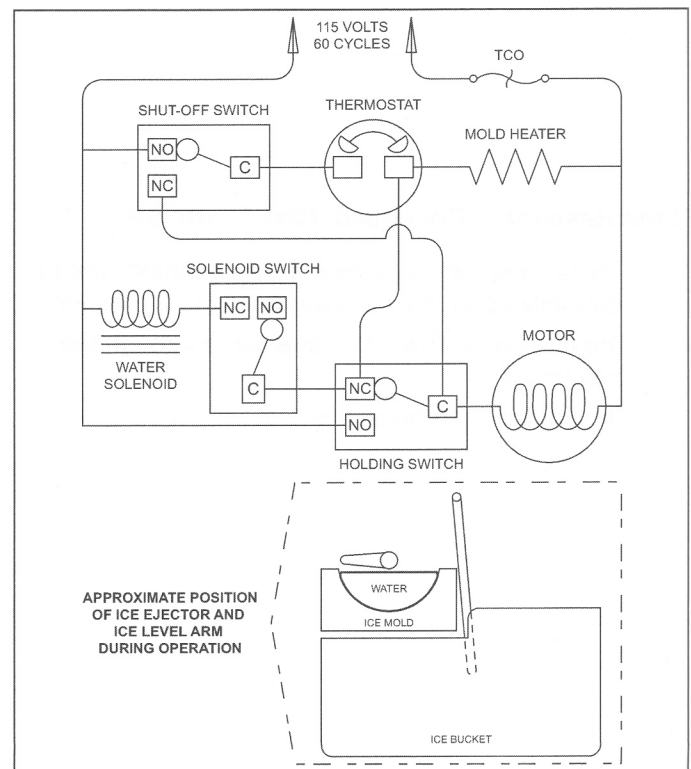 115 VOLTS
60 CYCLES
TCO
SHUT-OFF SWITCH
THERMOSTAT
MOLD HEATER
NO
C
NC
SOLENOID SWITCH
NC
NO
MOTOR
WATER
SOLENOID
C
NC
C
NO
HOLDING SWITCH
APPROXIMATE POSITION
OF ICE EJECTOR AND
ICE LEVEL ARM
DURING OPERATION
WATER
ICE MOLD
ICE BUCKET